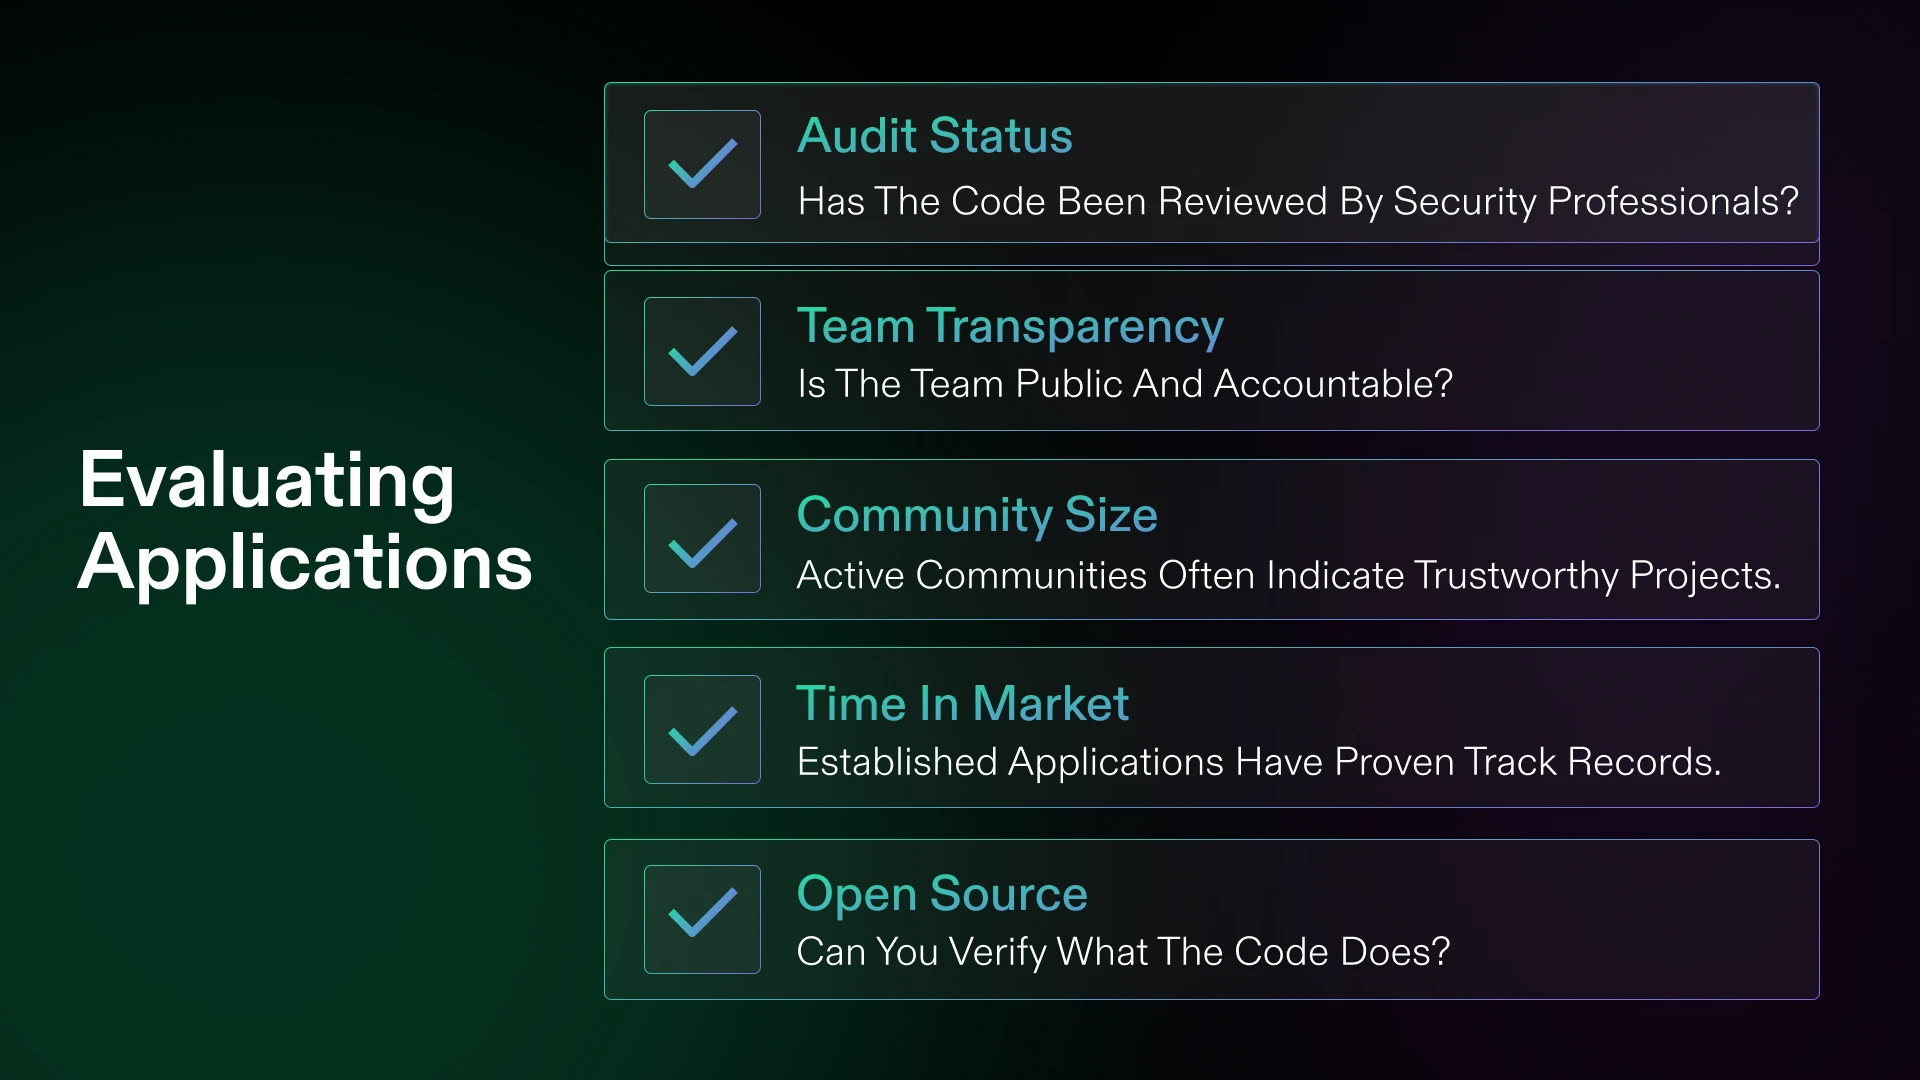 Evaluating
Applications
Audit Status
Has The Code Been Reviewed By Security Professionals?
Team Transparency
Is The Team Public And Accountable?
Community Size
Active Communities Often Indicate Trustworthy Projects.
Time In Market
Established Applications Have Proven Track Records.
Open Source
Can You Verify What The Code Does?